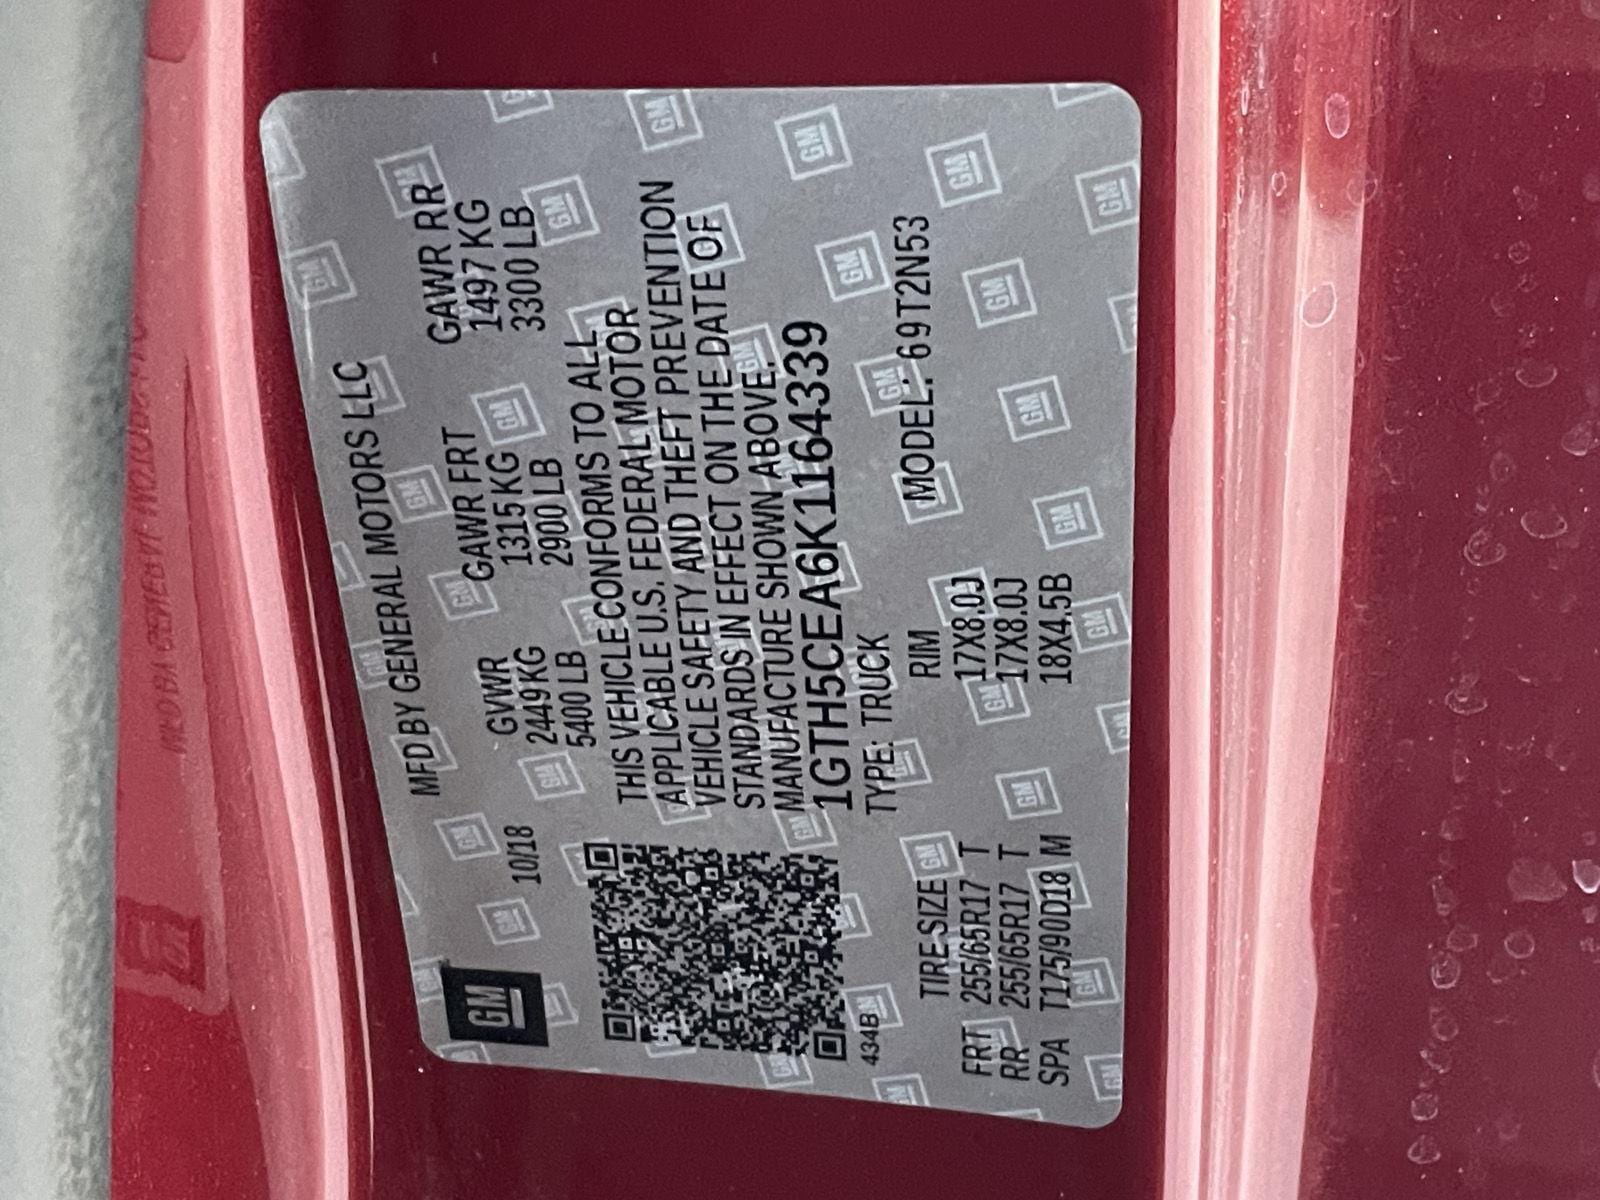 GM
MFD BY GENERAL MOTORS LLC
10/18
GVWR GAWR FRT GAWR RR
2449KG 1315KG 1497KG
5400 LB 2900 LB 3300 LB
THIS VEHICLE CONFORMS TO ALL
APPLICABLE U.S. FEDERAL MOTOR
VEHICLE SAFETY AND THEFT PREVENTION
STANDARDS IN EFFECT ON THE DATE OF
MANUFACTURE SHOWN ABOVE.
1GTH5CEA6K1164339
434B
TYPE: TRUCK MODEL: 69T2N53
TIRE SIZE RIM
FRT 255/65R17 T 17X8.0J
RR 255/65R17 T 17X8.0J
SPA T175/90D18 M 18X4.5B